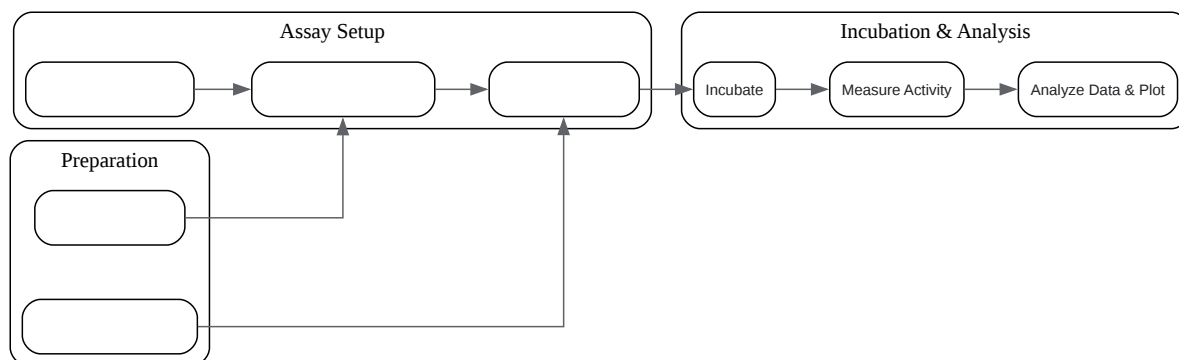 Assay Setup
Incubation & Analysis
Incubate
Measure Activity
Analyze Data & Plot
Preparation